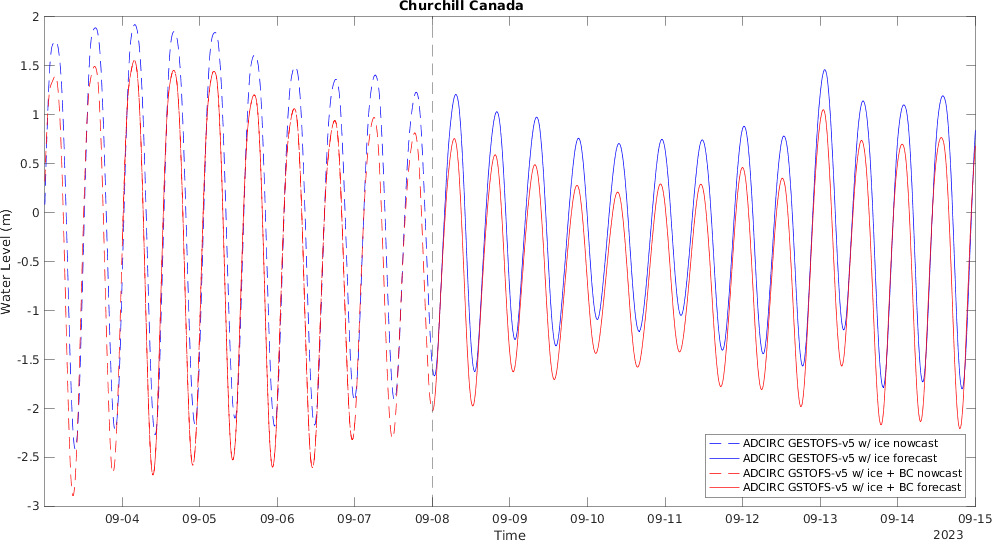 Churchill Canada
2
1.5
1
0.5
0
-0.5
-1
-1.5
-2
-2.5
-3
Water Level (m)
09-04 09-05 09-06 09-07 09-08 09-09 09-10 09-11 09-12 09-13 09-14 09-15
Time
2023
ADCIRC GESTOFS-v5 w/ ice nowcast
ADCIRC GESTOFS-v5 w/ ice forecast
ADCIRC GSTOFS-v5 w/ ice + BC nowcast
ADCIRC GSTOFS-v5 w/ ice + BC forecast